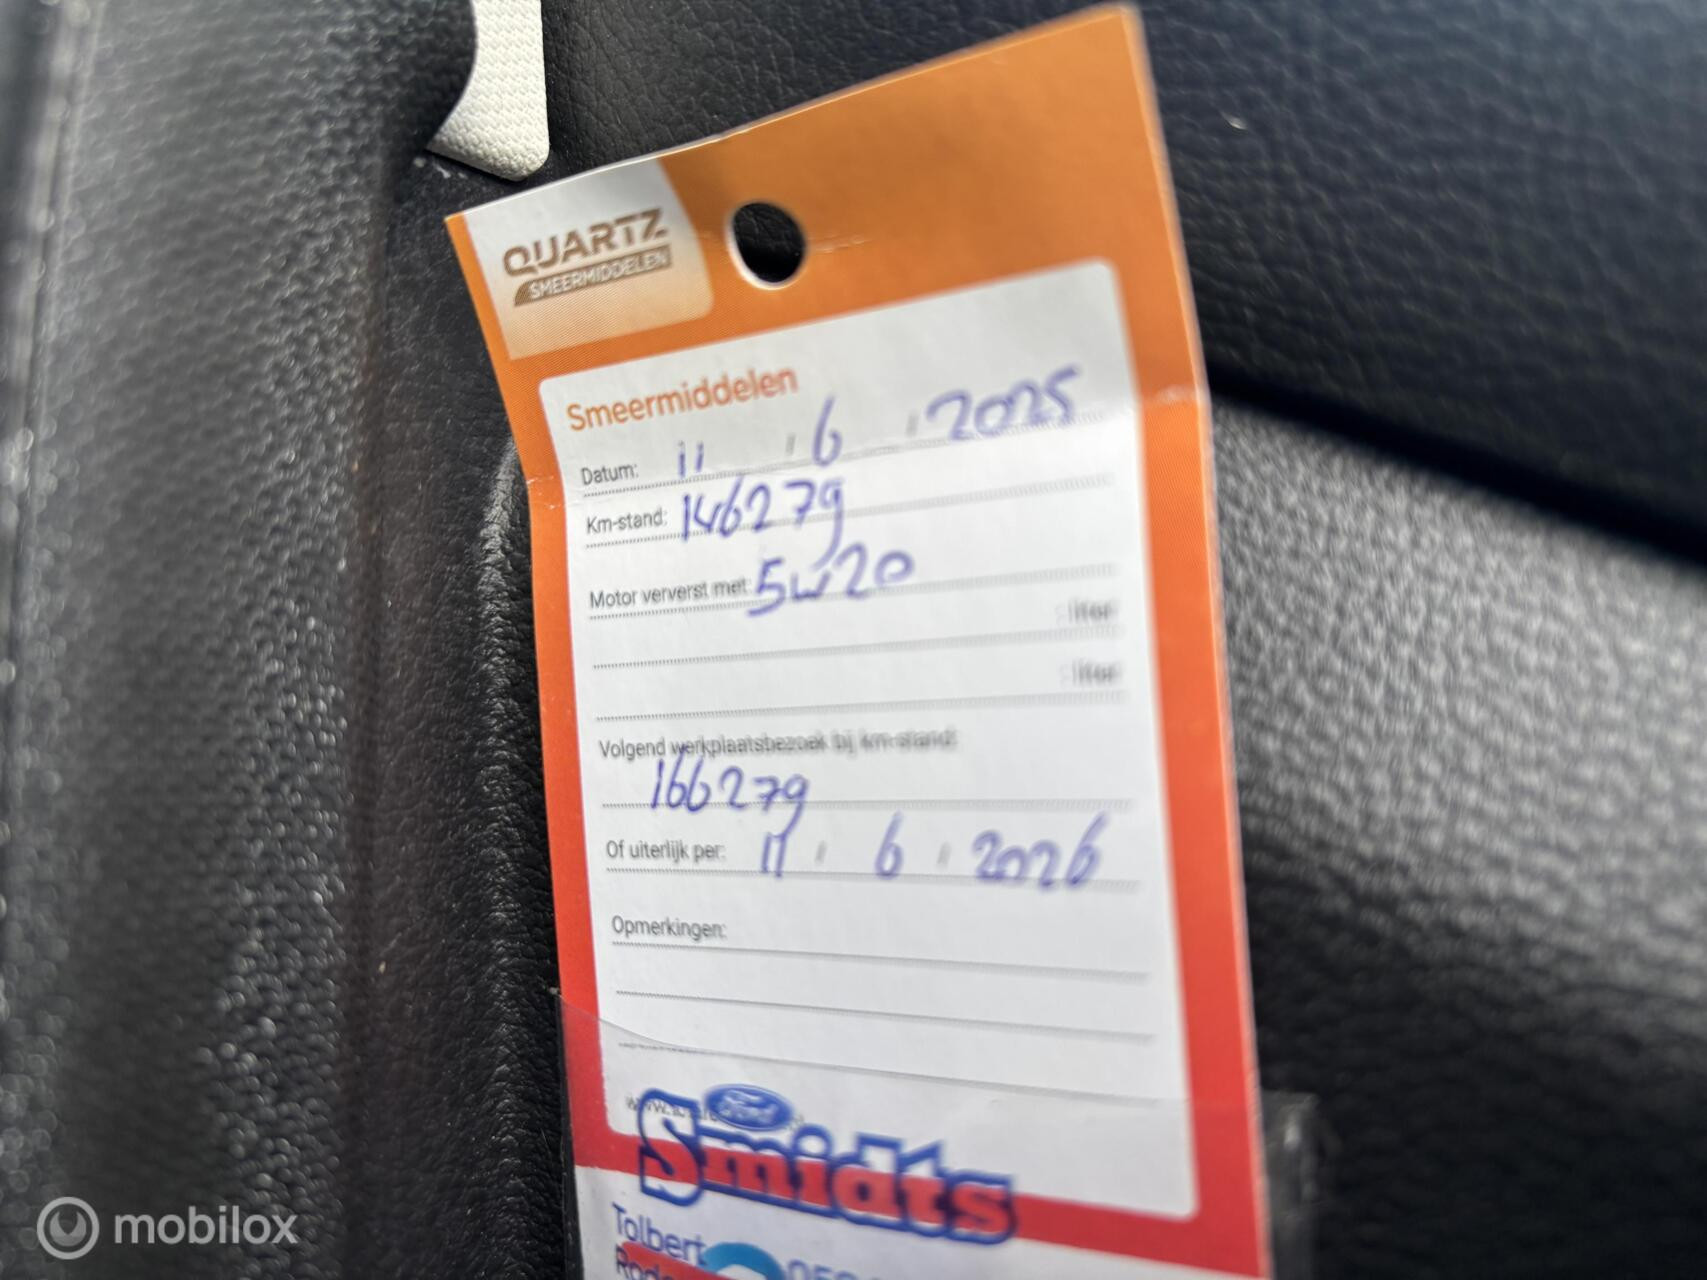 QUARTZ
SMEERMIDDELEN
Smeermiddelen
Datum: 11 / 6 / 2025
Km-stand: 146279
Motor ververst met: 5w20
: liter
: liter
Volgend werkplaatsbezoek bij km-stand:
166279
Of uiterlijk per: 11 / 6 / 2026
Opmerkingen:
Ford
Smidts
Tolbert
mobilox